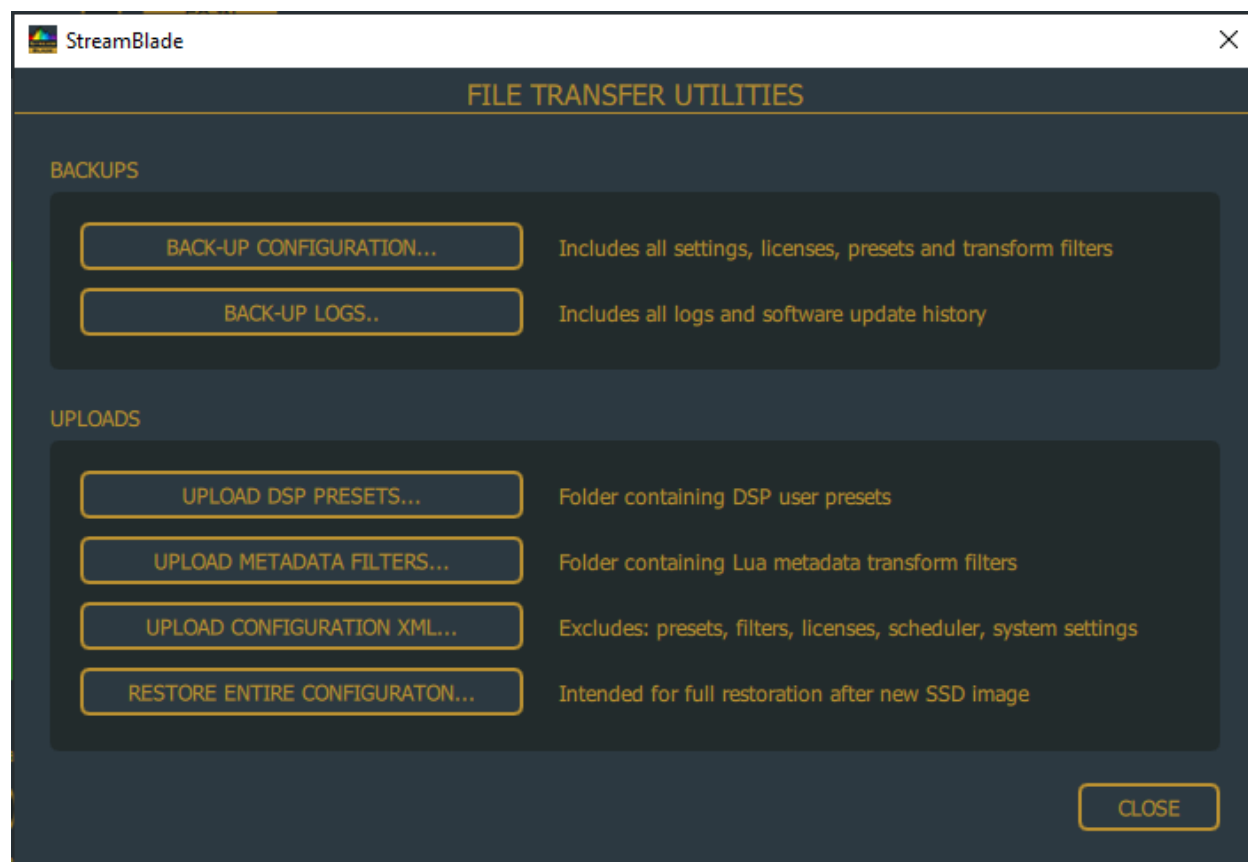 StreamBlade
FILE TRANSFER UTILITIES
BACKUPS
BACK-UP CONFIGURATION... Includes all settings, licenses, presets and transform filters
BACK-UP LOGS.. Includes all logs and software update history
UPLOADS
UPLOAD DSP PRESETS... Folder containing DSP user presets
UPLOAD METADATA FILTERS... Folder containing Lua metadata transform filters
UPLOAD CONFIGURATION XML... Excludes: presets, filters, licenses, scheduler, system settings
RESTORE ENTIRE CONFIGURATON... Intended for full restoration after new SSD image
CLOSE